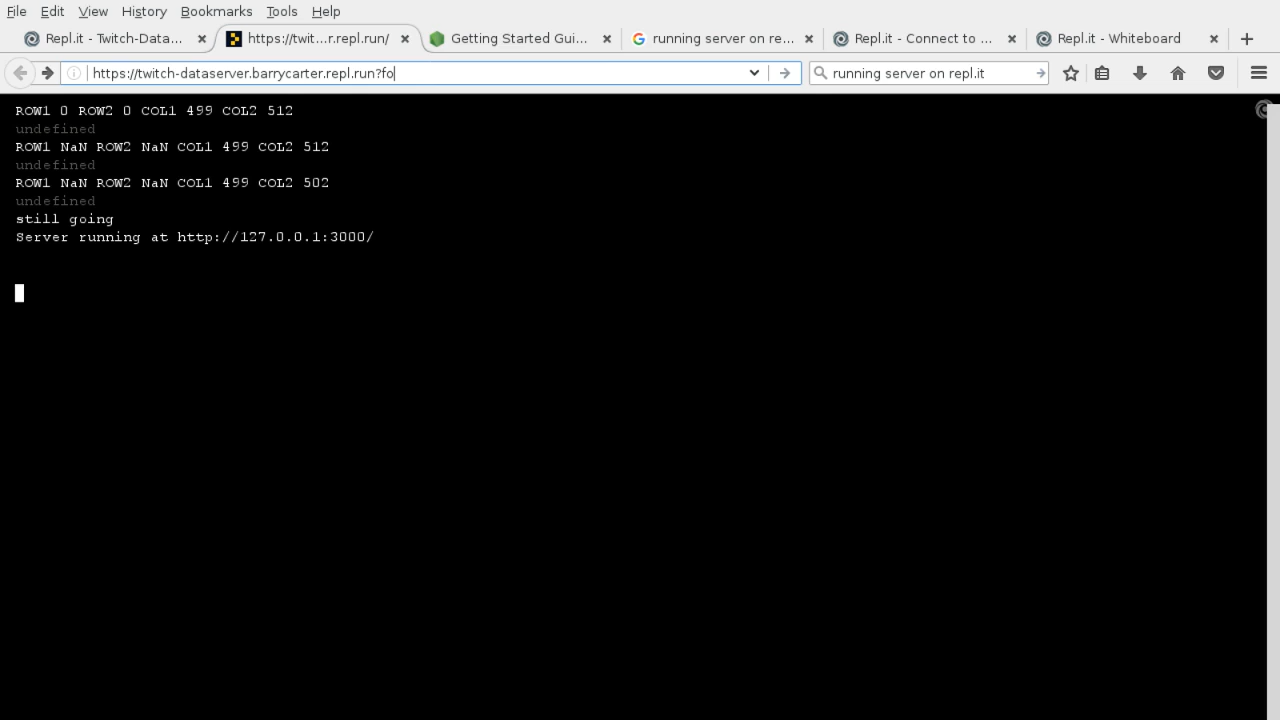 File Edit View History Bookmarks Tools Help
Repl.it - Twitch-Data... https://twit...r.repl.run/ Getting Started Gui... running server on re... Repl.it - Connect to ... Repl.it - Whiteboard
https://twitch-dataserver.barrycarter.repl.run?fo running server on repl.it
ROW1 0 ROW2 0 COL1 499 COL2 512
undefined
ROW1 NaN ROW2 NaN COL1 499 COL2 512
undefined
ROW1 NaN ROW2 NaN COL1 499 COL2 502
undefined
still going
Server running at http://127.0.0.1:3000/